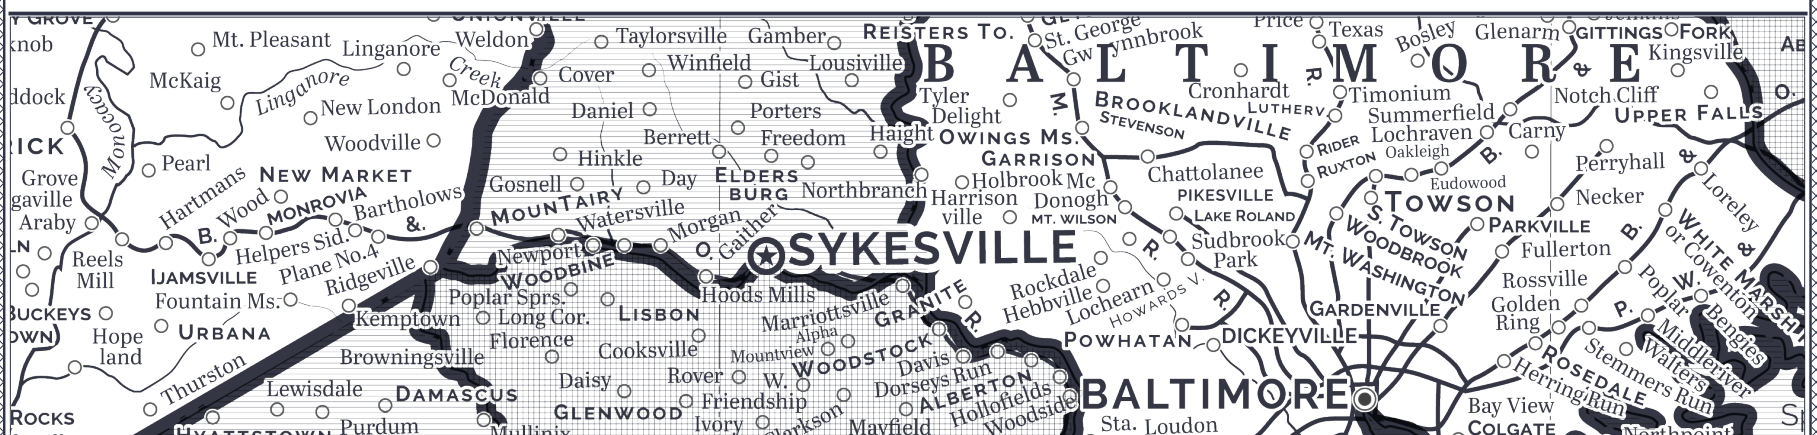 Y GROVE
knob
Mt. Pleasant
Linganore
Weldon
UNIONVILLE
Taylorsville
Gamber
REISTERS TO.
St. George
Gwynnbrook
Price
Texas
Bosley
Glenarm
GITTINGS
FORK
Kingsville
McKaig
Linganore
Creek
McDonald
Cover
Winfield
Gist
Lousiville
BALTIMORE
Cronhardt
R.
&
ddock
Monocacy
New London
Daniel
Porters
Tyler
Delight
M.
BROOKLANDVILLE
STEVENSON
LUTHERV.
Timonium
Summerfield
Notch Cliff
UPPER FALLS
O.
RICK
Woodville
Berrett
Freedom
Haight
OWINGS MS.
Lochraven
Carny
Pearl
Hinkle
GARRISON
RIDER
RUXTON
Oakleigh
B.
Perryhall
&
Grove
gaville
Hartmans
NEW MARKET
Gosnell
Day
ELDERS
BURG
Northbranch
Holbrook
Mc
Donogh
Chattolanee
Eudowood
Loreley
Araby
Wood
MONROVIA
Bartholows
MOUNTAIRY
Watersville
Harrison
ville
MT. WILSON
PIKESVILLE
LAKE ROLAND
TOWSON
Necker
B.
&
Helpers Sid.
Morgan
O.
Gaither
SYKESVILLE
R.
Sudbrook
Park
S. TOWSON
WOODBROOK
MT. WASHINGTON
PARKVILLE
Fullerton
B.
WHITE MARSH
or Cowenton
&
LN
Reels
Mill
IJAMSVILLE
Plane No.4
Ridgeville
Newport
WOODBINE
Rockdale
Hebbville
Lochearn
HOWARDS V.
R.
Rossville
Poplar
W.
Fountain Ms.
Poplar Sprs.
Hoods Mills
Marriottsville
GRANITE
R.
GARDENVILLE
Golden
Ring
P.
Bengies
BUCKEYS
OWN
Hope
land
URBANA
Kemptown
Long Cor.
LISBON
Alpha
POWHATAN
DICKEYVILLE
Middleriver
Florence
Browningsville
Cooksville
Mountview
WOODSTOCK
Davis
ROSEDALE
Stemmers Run
Walters
Thurston
Lewisdale
DAMASCUS
Daisy
Rover
W.
Friendship
Dorseys Run
ALBERTON
Hollofields
Woodside
BALTIMORE
Herring Run
ROCKS
HYATTSTOWN
Purdum
Mullinix
GLENWOOD
Ivory
Clarkson
Mayfield
Sta.
Loudon
Bay View
COLGATE
Northpoint